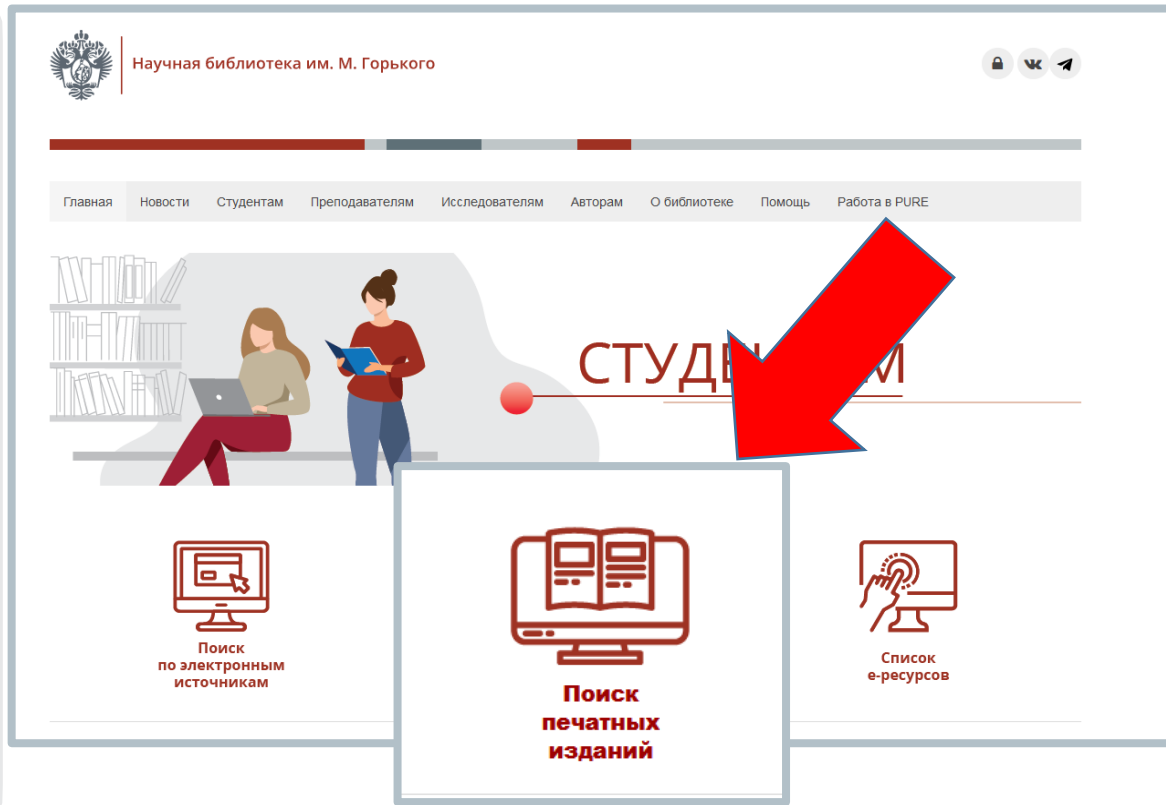 Научная библиотека им. М. Горького
Главная Новости Студентам Преподавателям Исследователям Авторам О библиотеке Помощь Работа в PURE
Поиск
по электронным
источникам
Поиск
печатных
изданий
Список
е-ресурсов